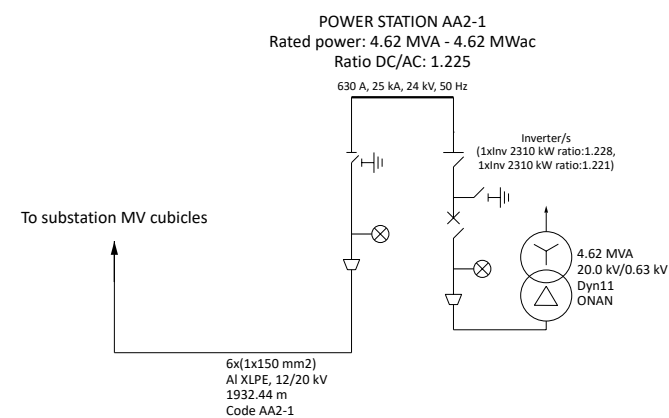 POWER STATION AA2-1
Rated power: 4.62 MVA - 4.62 MWac
Ratio DC/AC: 1.225
630 A, 25 kA, 24 kV, 50 Hz
Inverter/s
(1xInv 2310 kW ratio:1.228,
1xInv 2310 kW ratio:1.221)
To substation MV cubicles
4.62 MVA
20.0 kV/0.63 kV
Dyn11
ONAN
6x(1x150 mm2)
Al XLPE, 12/20 kV
1932.44 m
Code AA2-1